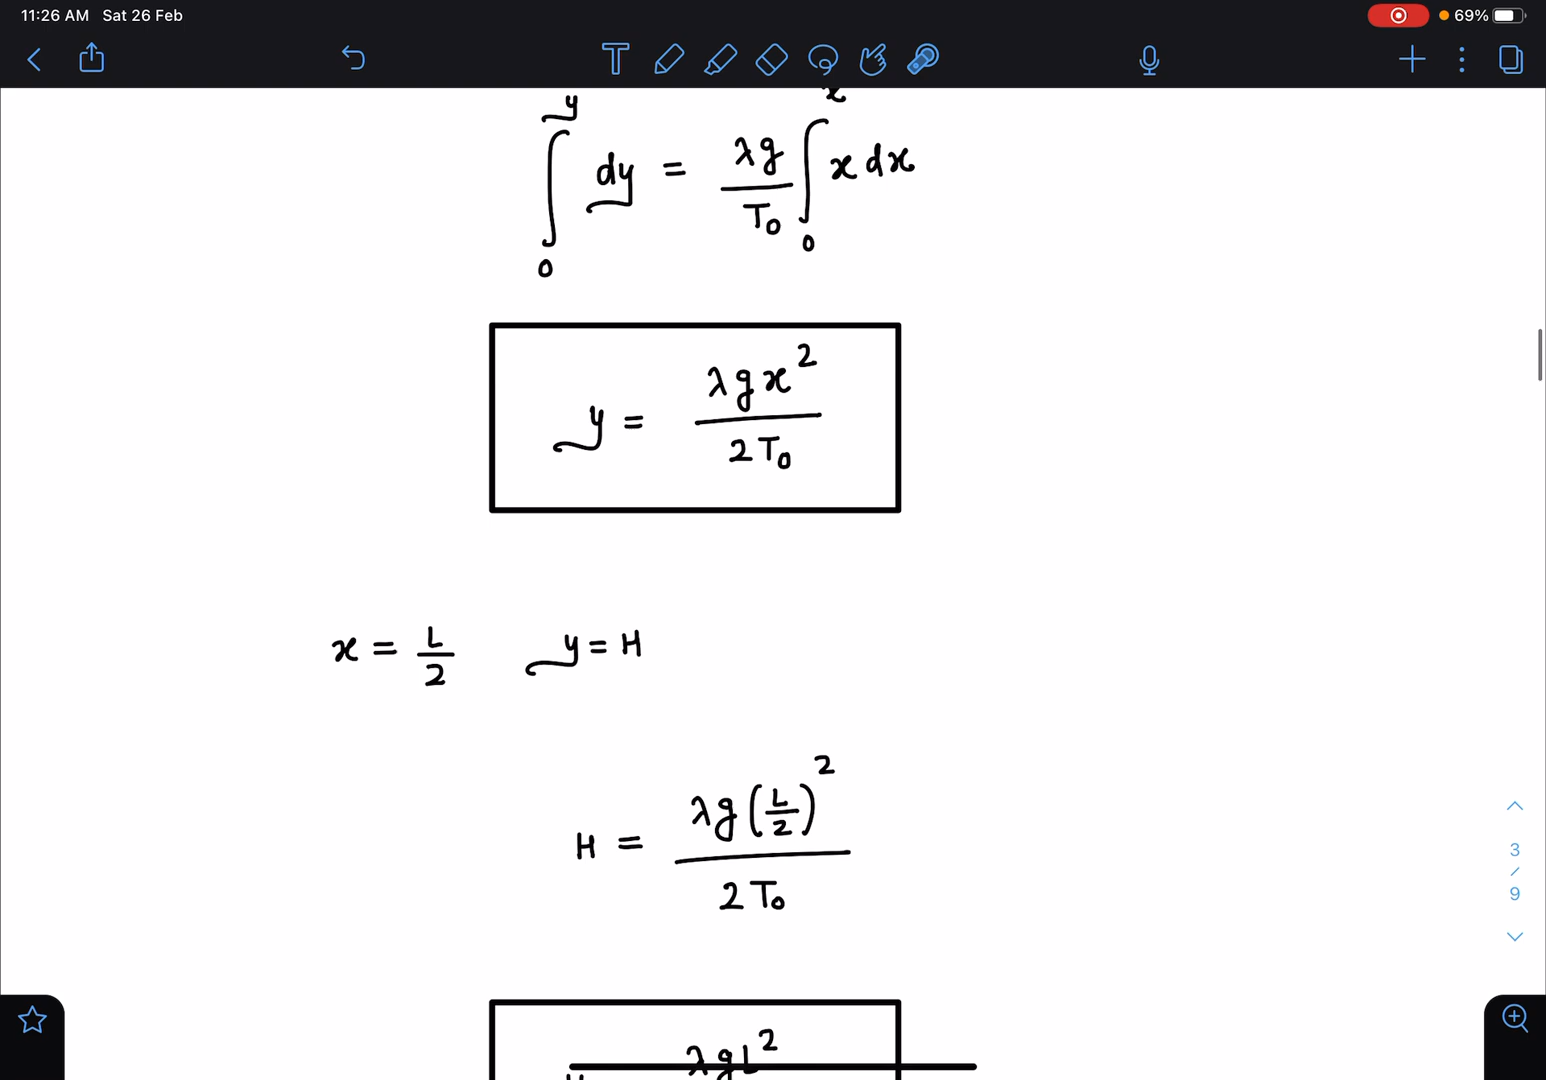 11:26 AM Sat 26 Feb 69%
∫₀^y dy = λg/T₀ ∫₀^x x dx
y = λgx²/2T₀
x = L/2 y = H
H = λg(L/2)²/2T₀
3/9
λgL²